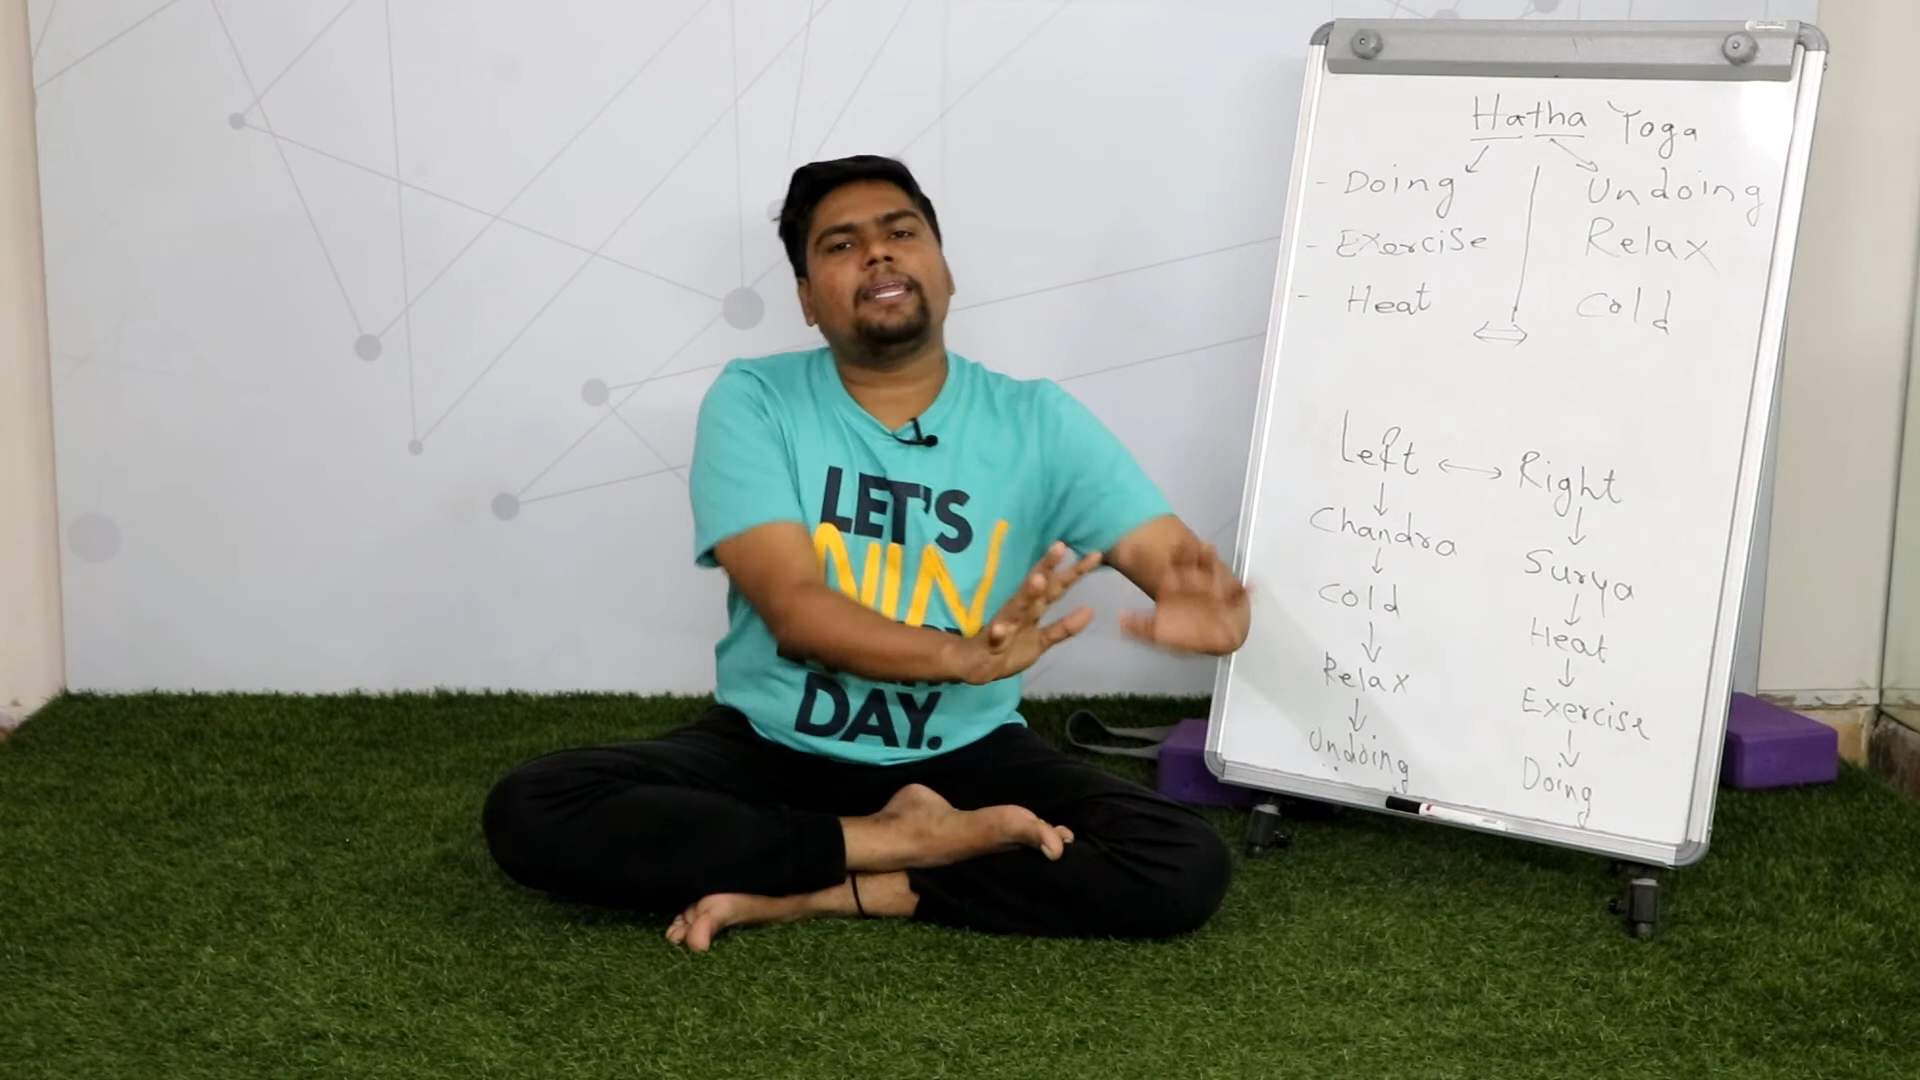 Hatha Yoga
- Doing Undoing
- Exercise Relax
- Heat Cold
Left Right
Chandra Surya
Cold Heat
Relax Exercise
Undoing Doing
LET'S
WIN
DAY.